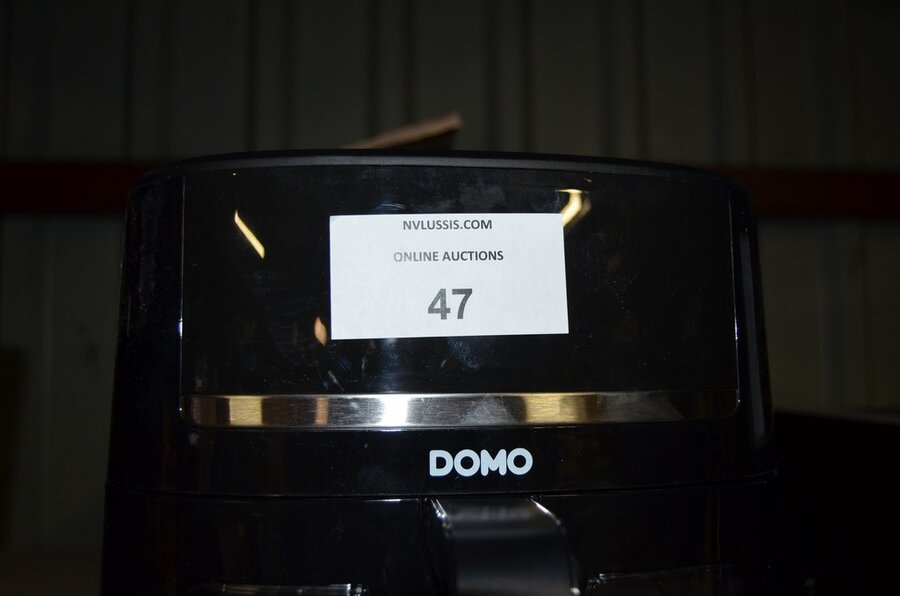 NVLUSSIS.COM
ONLINE AUCTIONS
47
DOMO